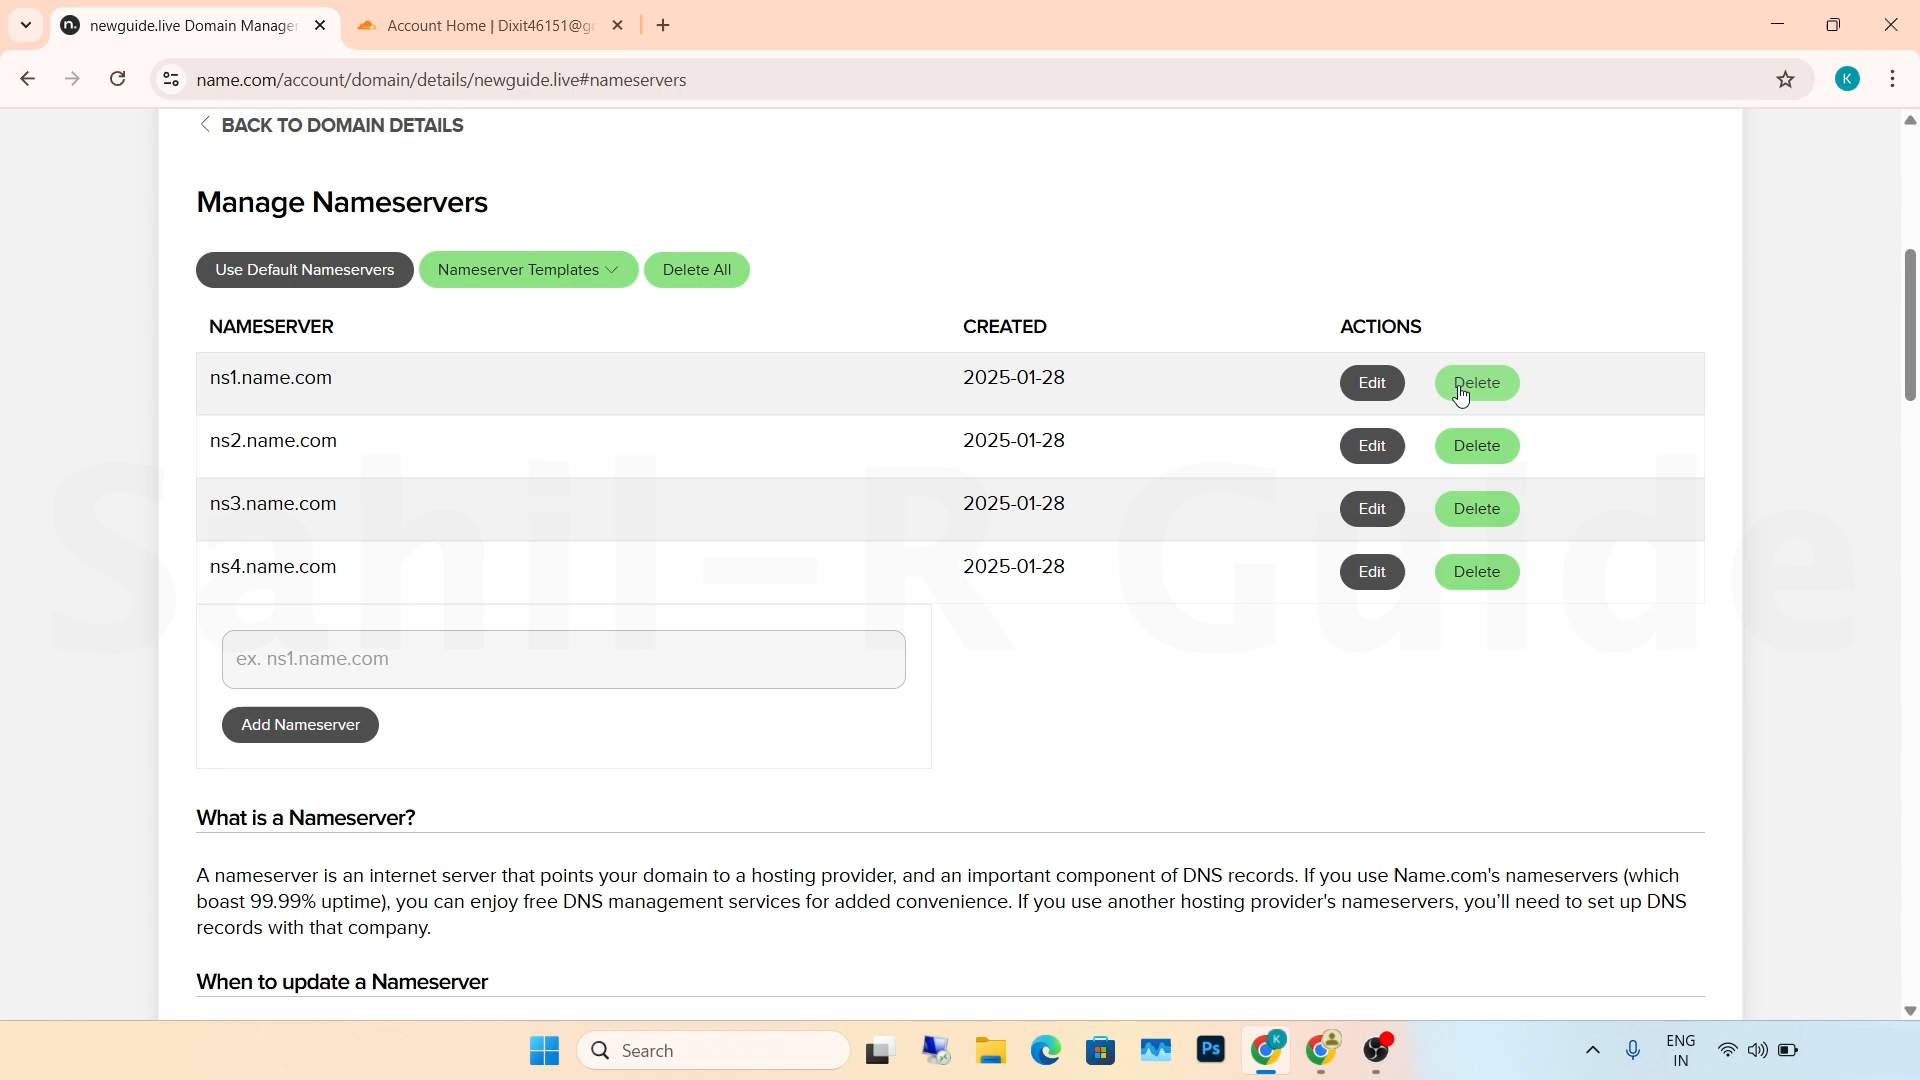 newguide.live Domain Manager
Account Home | Dixit46151@g
name.com/account/domain/details/newguide.live#nameservers
K
BACK TO DOMAIN DETAILS
Manage Nameservers
Use Default Nameservers
Nameserver Templates
Delete All
NAMESERVER CREATED ACTIONS
ns1.name.com 2025-01-28 Edit Delete
ns2.name.com 2025-01-28 Edit Delete
ns3.name.com 2025-01-28 Edit Delete
ns4.name.com 2025-01-28 Edit Delete
Sahil-R Guide
ex. ns1.name.com
Add Nameserver
What is a Nameserver?
A nameserver is an internet server that points your domain to a hosting provider, and an important component of DNS records. If you use Name.com's nameservers (which
boast 99.99% uptime), you can enjoy free DNS management services for added convenience. If you use another hosting provider's nameservers, you'll need to set up DNS
records with that company.
When to update a Nameserver
Search
Ps
K
ENG
IN